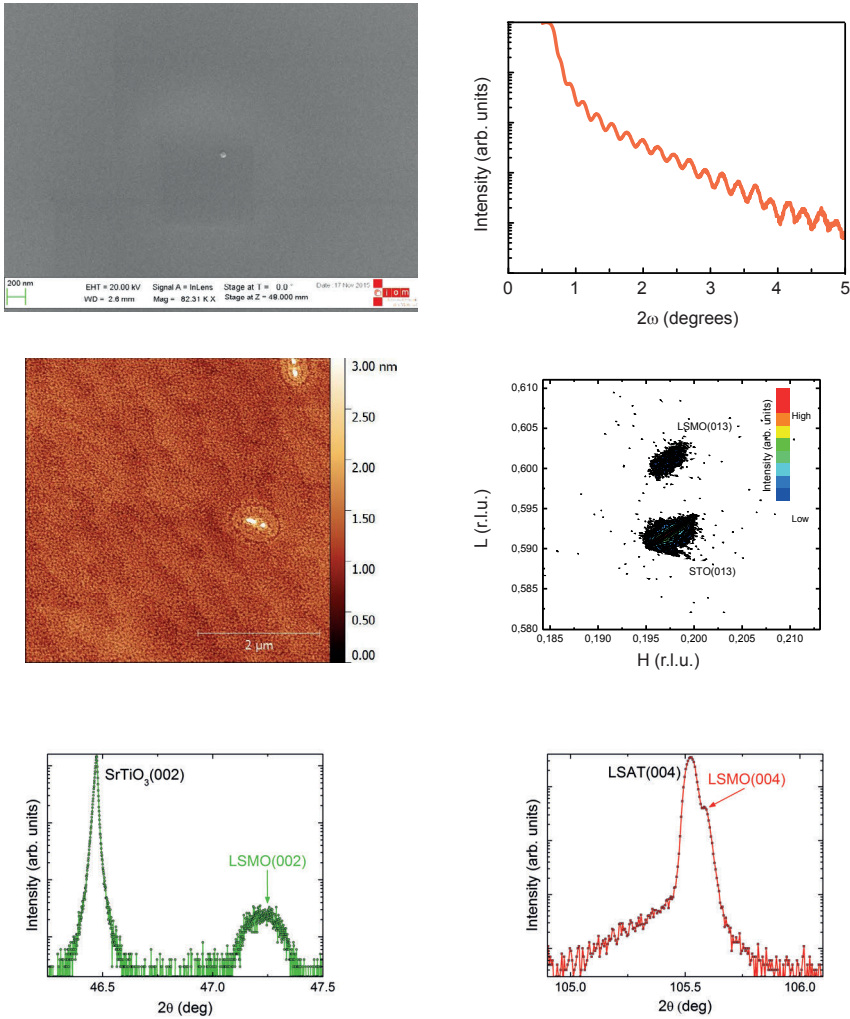 200 nm
EHT = 20.00 kV
Signal A = InLens
Stage at T = 0.0 °
Date :17 Nov 2015
WD = 2.6 mm
Mag = 82.31 K X
Stage at Z = 49.000 mm
Intensity (arb. units)
0 1 2 3 4 5
2ω (degrees)
3.00 nm
2.50
2.00
1.50
1.00
0.50
0.00
2 µm
L (r.l.u.)
0,610
0,605
0,600
0,595
0,590
0,585
0,580
LSMO(013)
STO(013)
Intensity (arb. units)
High
Low
0,185 0,190 0,195 0,200 0,205 0,210
H (r.l.u.)
Intensity (arb. units)
SrTiO3(002)
LSMO(002)
46.5 47.0 47.5
2θ (deg)
Intensity (arb. units)
LSAT(004)
LSMO(004)
105.0 105.5 106.0
2θ (deg)